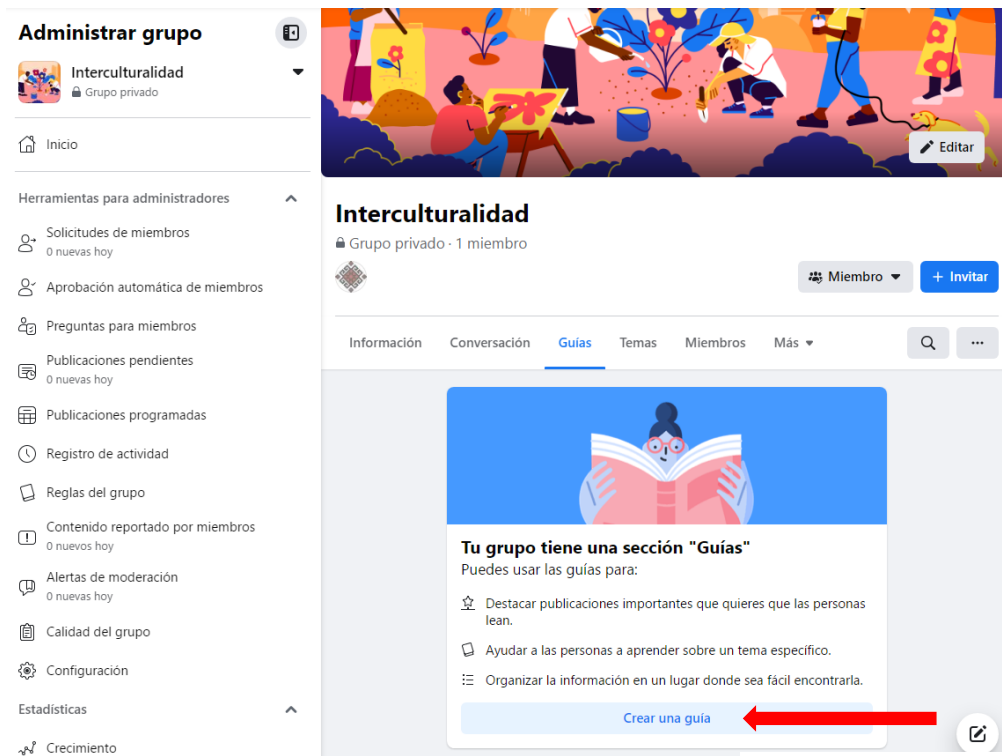 Administrar grupo
Interculturalidad
Grupo privado
Inicio
Herramientas para administradores
Solicitudes de miembros
0 nuevas hoy
Aprobación automática de miembros
Preguntas para miembros
Publicaciones pendientes
0 nuevas hoy
Publicaciones programadas
Registro de actividad
Reglas del grupo
Contenido reportado por miembros
0 nuevos hoy
Alertas de moderación
0 nuevas hoy
Calidad del grupo
Configuración
Estadísticas
Crecimiento
Editar
Interculturalidad
Grupo privado · 1 miembro
Miembro
+ Invitar
Información Conversación Guías Temas Miembros Más
Tu grupo tiene una sección "Guías"
Puedes usar las guías para:
Destacar publicaciones importantes que quieres que las personas
lean.
Ayudar a las personas a aprender sobre un tema específico.
Organizar la información en un lugar donde sea fácil encontrarla.
Crear una guía